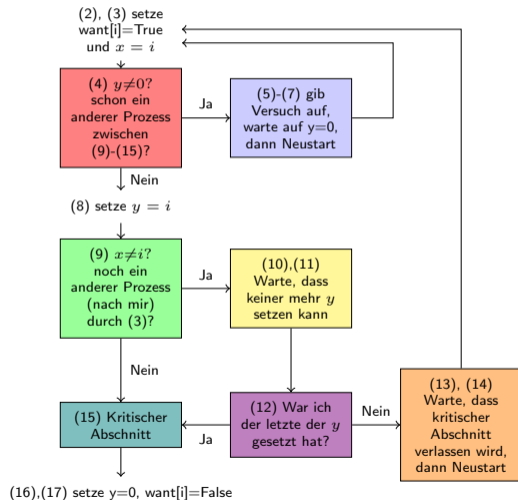 (2), (3) setze
want[i]=True
und x = i
(4) y≠0?
schon ein
anderer Prozess
zwischen
(9)-(15)?
Ja
(5)-(7) gib
Versuch auf,
warte auf y=0,
dann Neustart
Nein
(8) setze y = i
(9) x≠i?
noch ein
anderer Prozess
(nach mir)
durch (3)?
Ja
(10),(11)
Warte, dass
keiner mehr y
setzen kann
Nein
(15) Kritischer
Abschnitt
Ja
(12) War ich
der letzte der y
gesetzt hat?
Nein
(13), (14)
Warte, dass
kritischer
Abschnitt
verlassen wird,
dann Neustart
(16),(17) setze y=0, want[i]=False